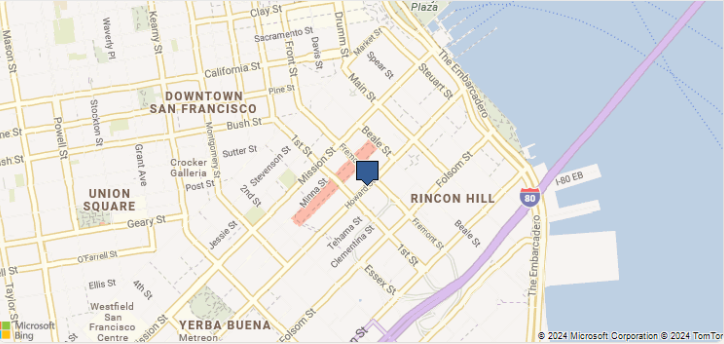 Plaza
Clay St
Mason St
Waverly Pl
Kearny St
Sacramento St
Davis St
Drumm St
Market St
Front St
Spear St
Steuart St
The Embarcadero
California St
Main St
Pine St
DOWNTOWN
SAN FRANCISCO
Stockton St
Powell St
Bush St
Montgomery St
Beale St
1st St
Mission St
Grant Ave
Sutter St
Stevenson St
Crocker
Galleria
Post St
Minna St
Howard
Folsom St
I-80 EB
80
UNION
SQUARE
2nd St
RINCON HILL
Geary St
Jessie St
Tehama St
Clementina St
Fremont St
Beale St
O'Farrell St
1st St
Essex St
The Embarcadero
Ellis St
4th St
Taylor St
Westfield
San
Francisco
Centre
YERBA BUENA
Metreon
Folsom St
Microsoft
Bing
© 2024 Microsoft Corporation © 2024 TomTom